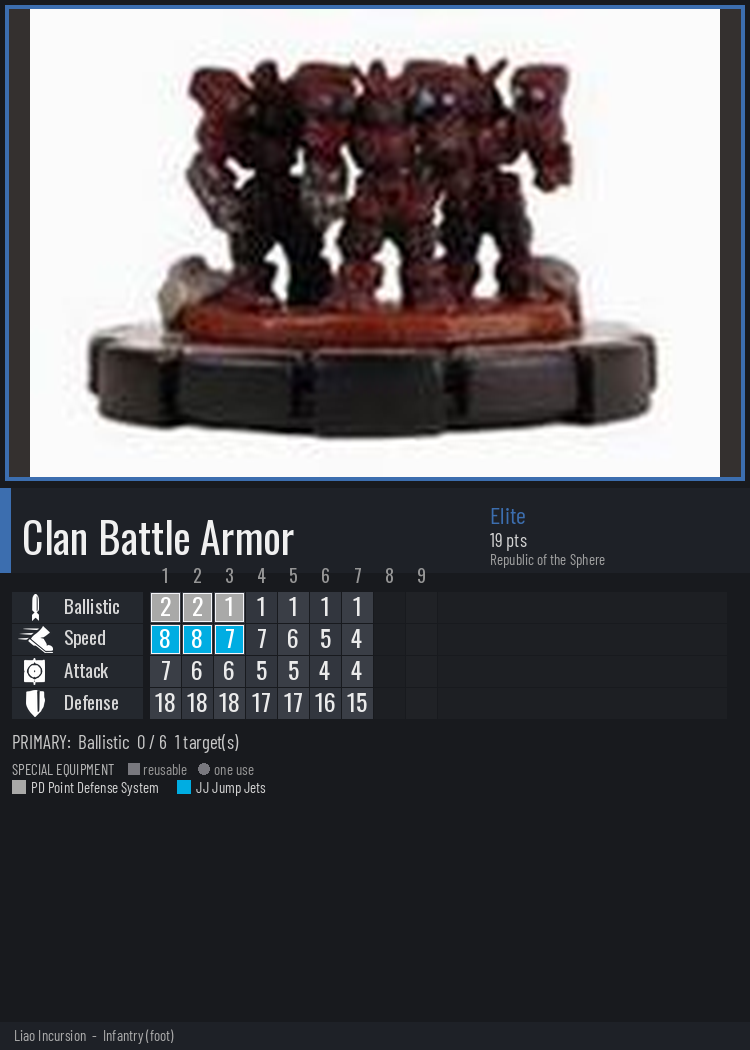 Clan Battle Armor
Elite
19 pts
Republic of the Sphere
1 2 3 4 5 6 7 8 9
Ballistic 2 2 1 1 1 1 1
Speed 8 8 7 7 6 5 4
Attack 7 6 6 5 5 4 4
Defense 18 18 18 17 17 16 15
PRIMARY: Ballistic 0 / 6 1 target(s)
SPECIAL EQUIPMENT reusable one use
PD Point Defense System JJ Jump Jets
Liao Incursion - Infantry (foot)